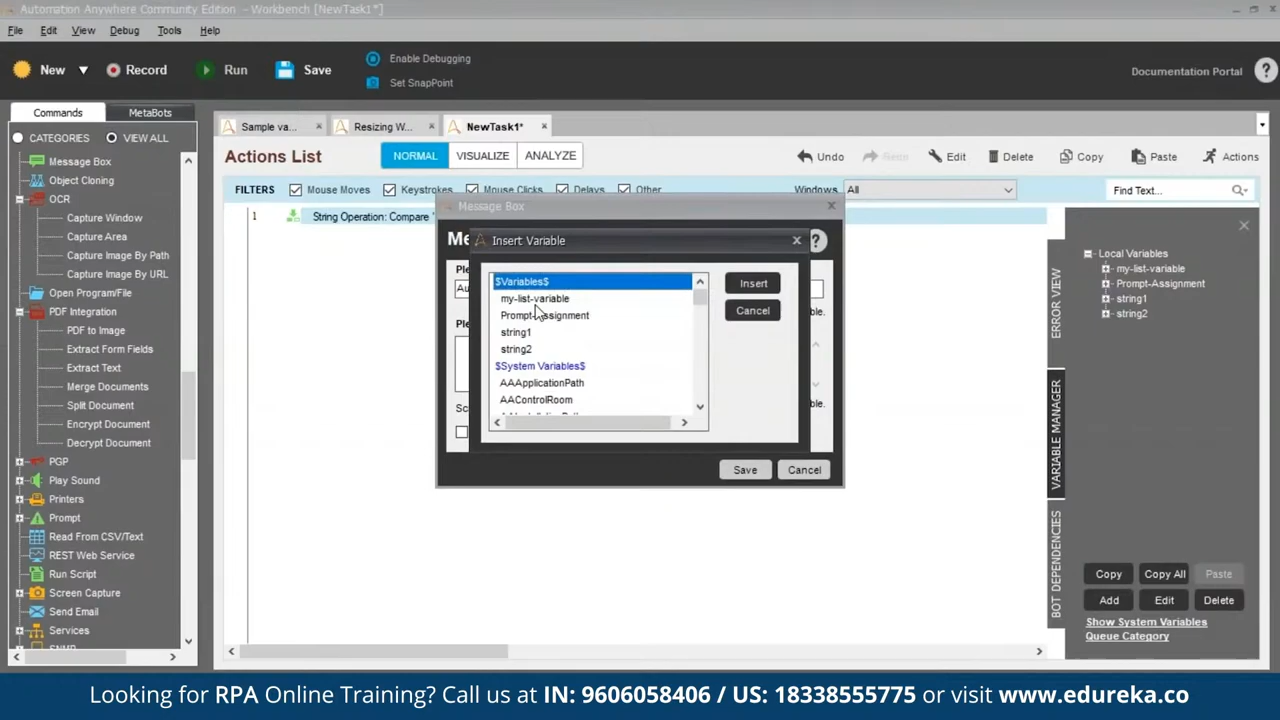 Automation Anywhere Community Edition - Workbench [NewTask1*]
File Edit View Debug Tools Help
New Record Run Save
Enable Debugging
Set SnapPoint
Documentation Portal ?
Commands MetaBots
CATEGORIES VIEW ALL
Message Box
Object Cloning
OCR
Capture Window
Capture Area
Capture Image By Path
Capture Image By URL
Open Program/File
PDF Integration
PDF to Image
Extract Form Fields
Extract Text
Merge Documents
Split Document
Encrypt Document
Decrypt Document
PGP
Play Sound
Printers
Prompt
Read From CSV/Text
REST Web Service
Run Script
Screen Capture
Send Email
Services
Sample va... Resizing W... NewTask1*
Actions List NORMAL VISUALIZE ANALYZE
Undo Edit Delete Copy Paste Actions
FILTERS Mouse Moves Keystrokes Mouse Clicks Delays Other Windows All Find Text...
1 String Operation: Compare "
Message Box
Me
?
Insert Variable
$Variables$
my-list-variable
Prompt-Assignment
string1
string2
$System Variables$
AAApplicationPath
AAControlRoom
Insert
Cancel
Save Cancel
ERROR VIEW
VARIABLE MANAGER
BOT DEPENDENCIES
Local Variables
my-list-variable
Prompt-Assignment
string1
string2
Copy Copy All Paste
Add Edit Delete
Show System Variables
Queue Category
Looking for RPA Online Training? Call us at IN: 9606058406 / US: 18338555775 or visit www.edureka.co